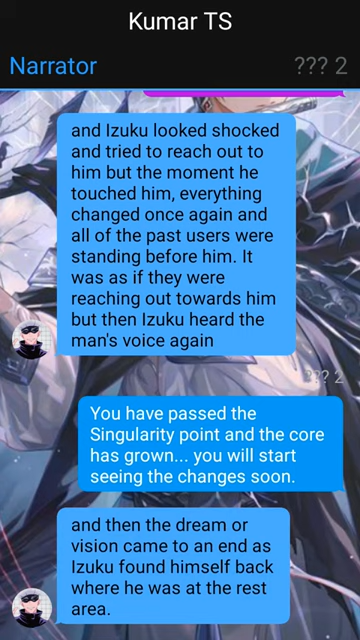 Kumar TS
Narrator
??? 2
and Izuku looked shocked
and tried to reach out to
him but the moment he
touched him, everything
changed once again and
all of the past users were
standing before him. It
was as if they were
reaching out towards him
but then Izuku heard the
man's voice again
??? 2
You have passed the
Singularity point and the core
has grown... you will start
seeing the changes soon.
and then the dream or
vision came to an end as
Izuku found himself back
where he was at the rest
area.